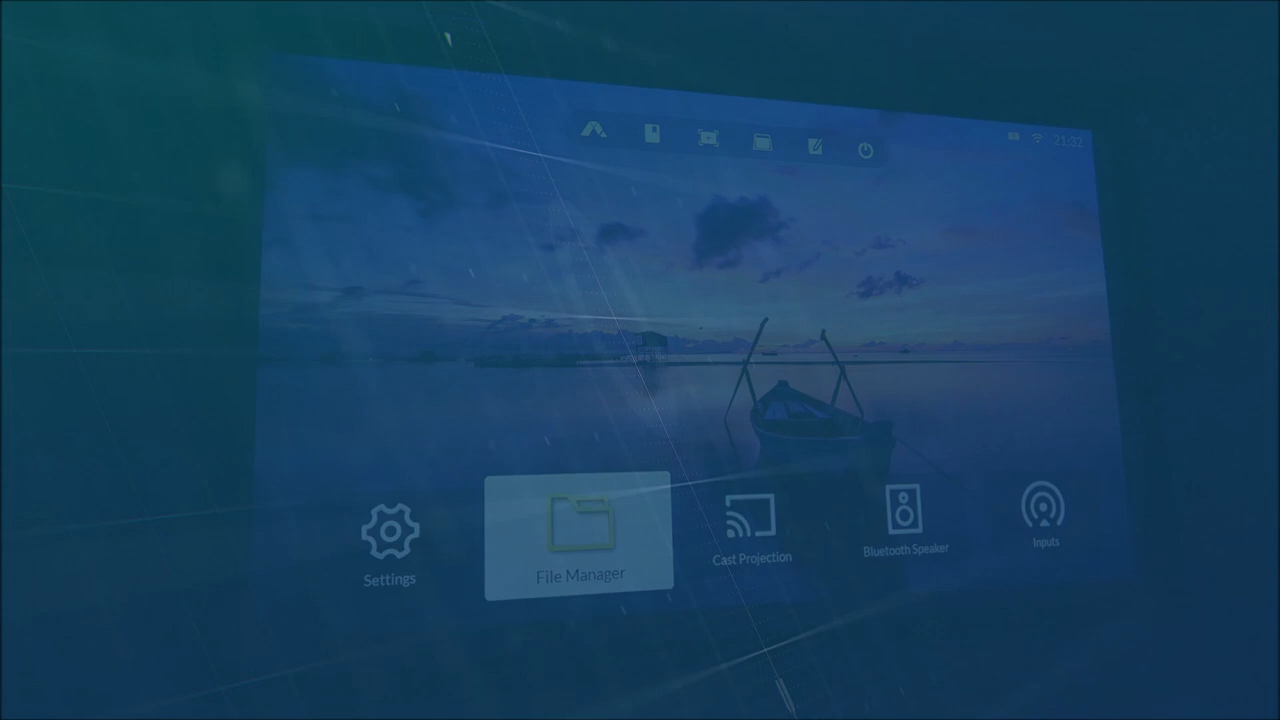 21:32
Settings
File Manager
Cast Projection
Bluetooth Speaker
Inputs